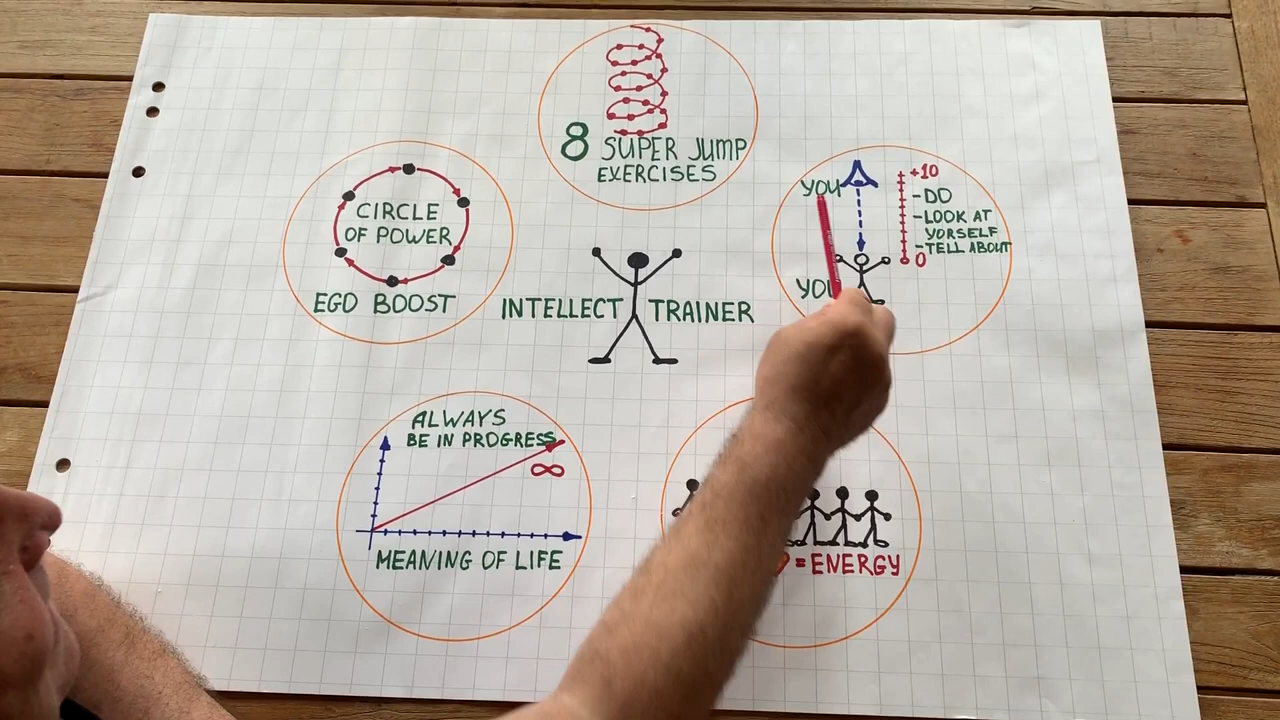 8 SUPER JUMP
EXERCISES
CIRCLE
OF POWER
EGO BOOST
YOU
+10
-DO
-LOOK AT
YORSELF
-TELL ABOUT
0
INTELLECT TRAINER
ALWAYS
BE IN PROGRESS
∞
MEANING OF LIFE
=ENERGY